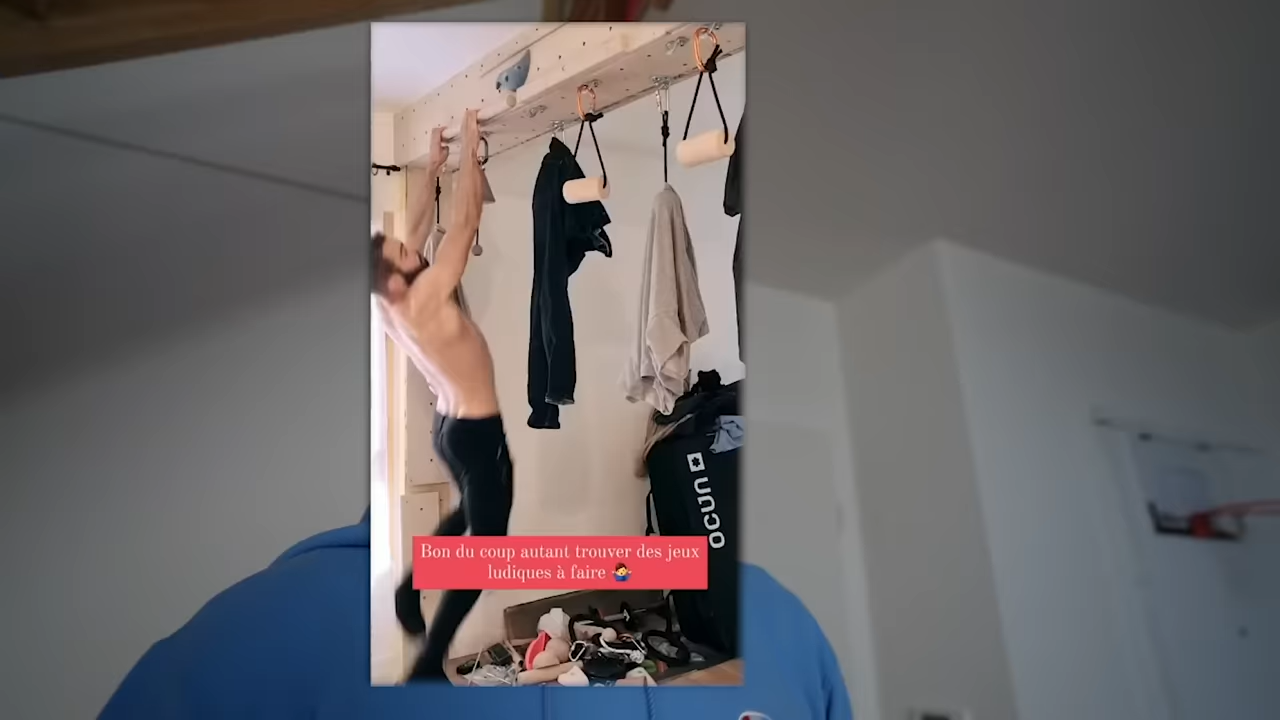 Bon du coup autant trouver des jeux
ludiques à faire 🤷‍♂️
ocun